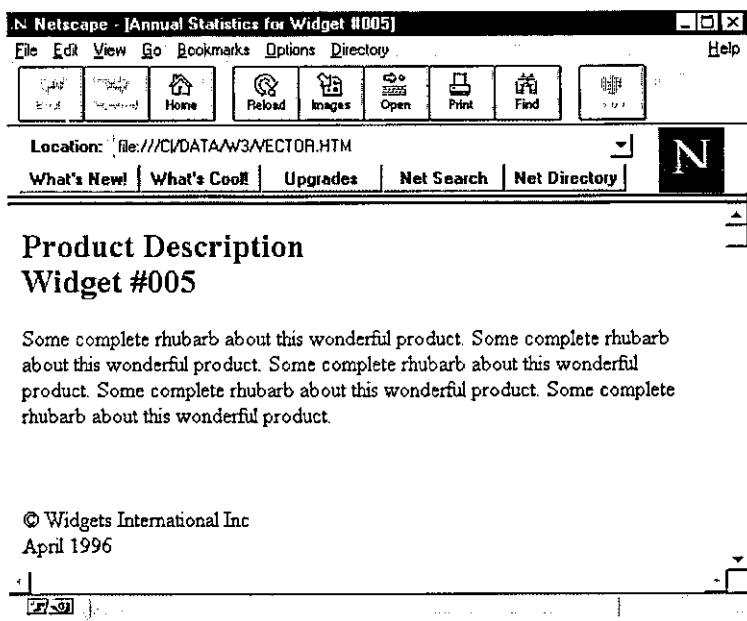 N Netscape - [Annual Statistics for Widget #005]
File Edit View Go Bookmarks Options Directory Help
Home Reload Images Open Print Find
Location: file:///C|/DATA/W3/VECTOR.HTM
N
What's New! What's Cool! Upgrades Net Search Net Directory
Product Description
Widget #005
Some complete rhubarb about this wonderful product. Some complete rhubarb
about this wonderful product. Some complete rhubarb about this wonderful
product. Some complete rhubarb about this wonderful product. Some complete
rhubarb about this wonderful product.
© Widgets International Inc
April 1996